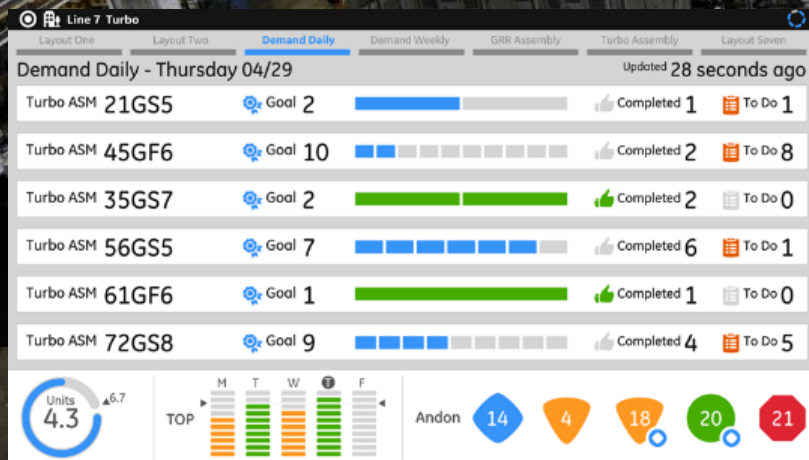 Line 7 Turbo
Layout One Layout Two Demand Daily Demand Weekly GRR Assembly Turbo Assembly Layout Seven
Demand Daily - Thursday 04/29 Updated 28 seconds ago
Turbo ASM 21GS5 Goal 2 Completed 1 To Do 1
Turbo ASM 45GF6 Goal 10 Completed 2 To Do 8
Turbo ASM 35GS7 Goal 2 Completed 2 To Do 0
Turbo ASM 56GS5 Goal 7 Completed 6 To Do 1
Turbo ASM 61GF6 Goal 1 Completed 1 To Do 0
Turbo ASM 72GS8 Goal 9 Completed 4 To Do 5
M T W T F
Units 4.3 ▲6.7 TOP Andon 14 4 18 20 21